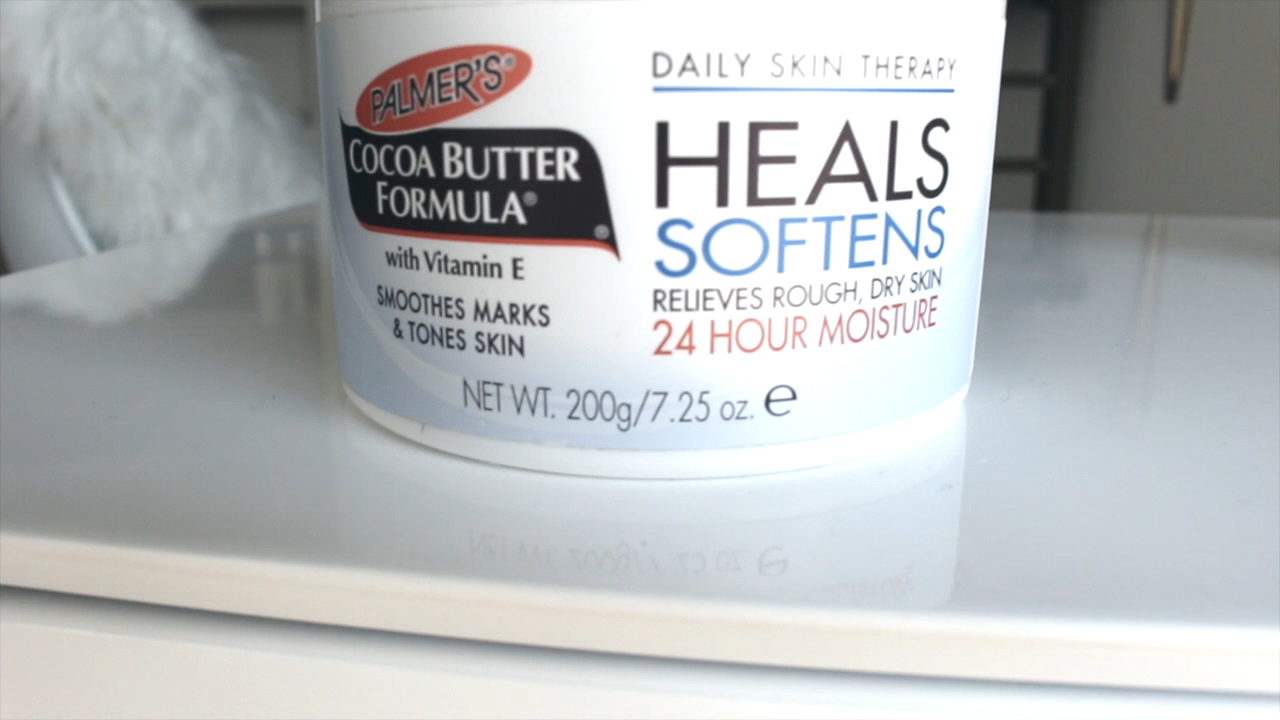 PALMER'S®
COCOA BUTTER
FORMULA®
®
with Vitamin E
SMOOTHES MARKS
& TONES SKIN
DAILY SKIN THERAPY
HEALS
SOFTENS
RELIEVES ROUGH, DRY SKIN
24 HOUR MOISTURE
NET WT. 200g/7.25 oz. e